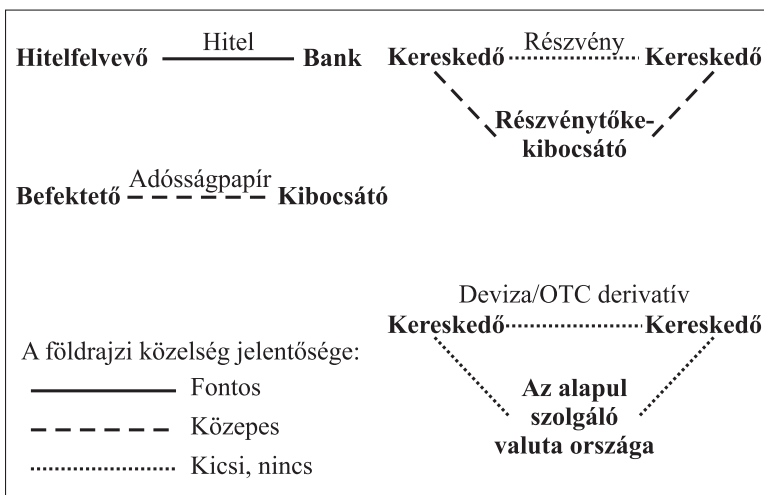 Hitel
Hitelfelvevő Bank
Részvény
Kereskedő Kereskedő
Részvénytőke-
kibocsátó
Adósságpapír
Befektető Kibocsátó
Deviza/OTC derivatív
Kereskedő Kereskedő
Az alapul
szolgáló
valuta országa
A földrajzi közelség jelentősége:
Fontos
Közepes
Kicsi, nincs